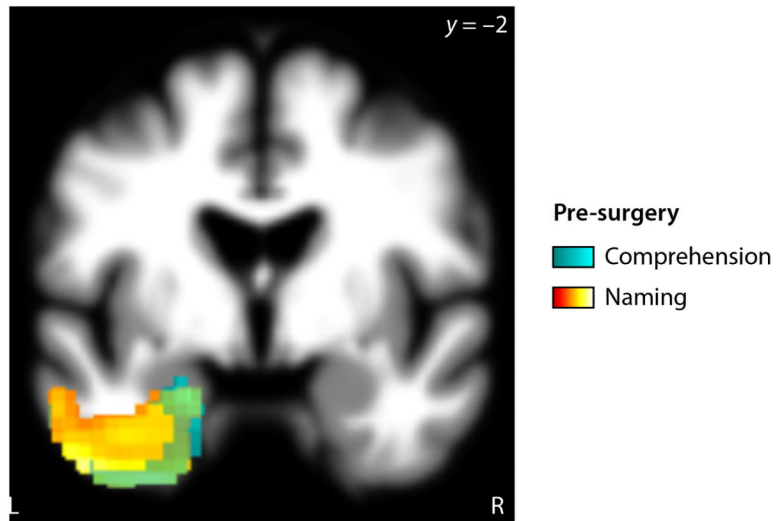 y = –2
Pre-surgery
Comprehension
Naming
L
R